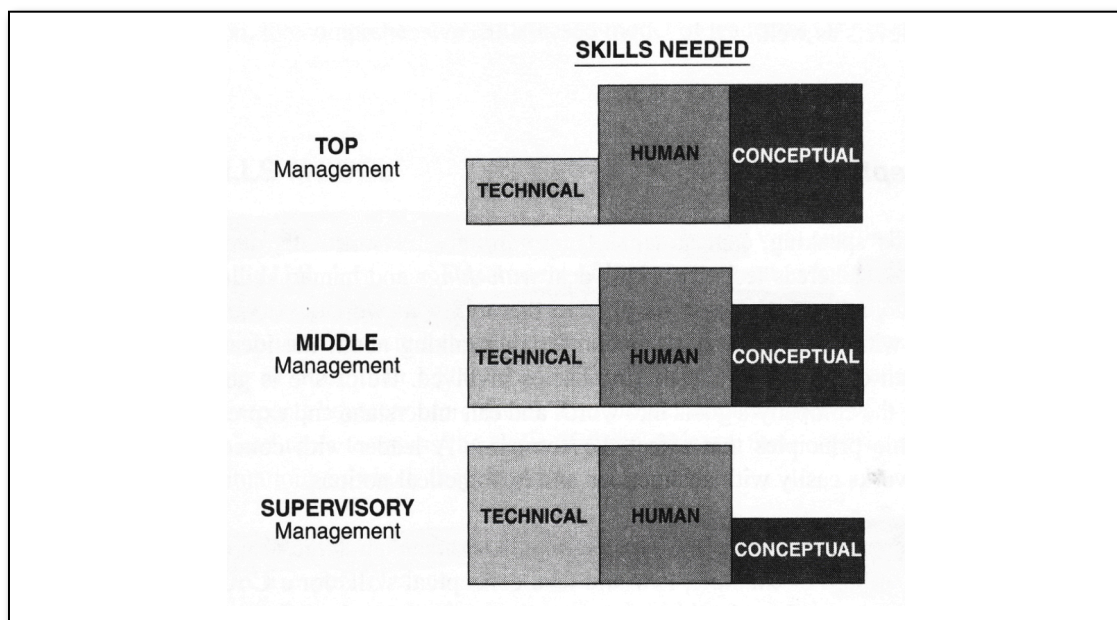 SKILLS NEEDED
TOP
Management
TECHNICAL
HUMAN
CONCEPTUAL
MIDDLE
Management
TECHNICAL
HUMAN
CONCEPTUAL
SUPERVISORY
Management
TECHNICAL
HUMAN
CONCEPTUAL